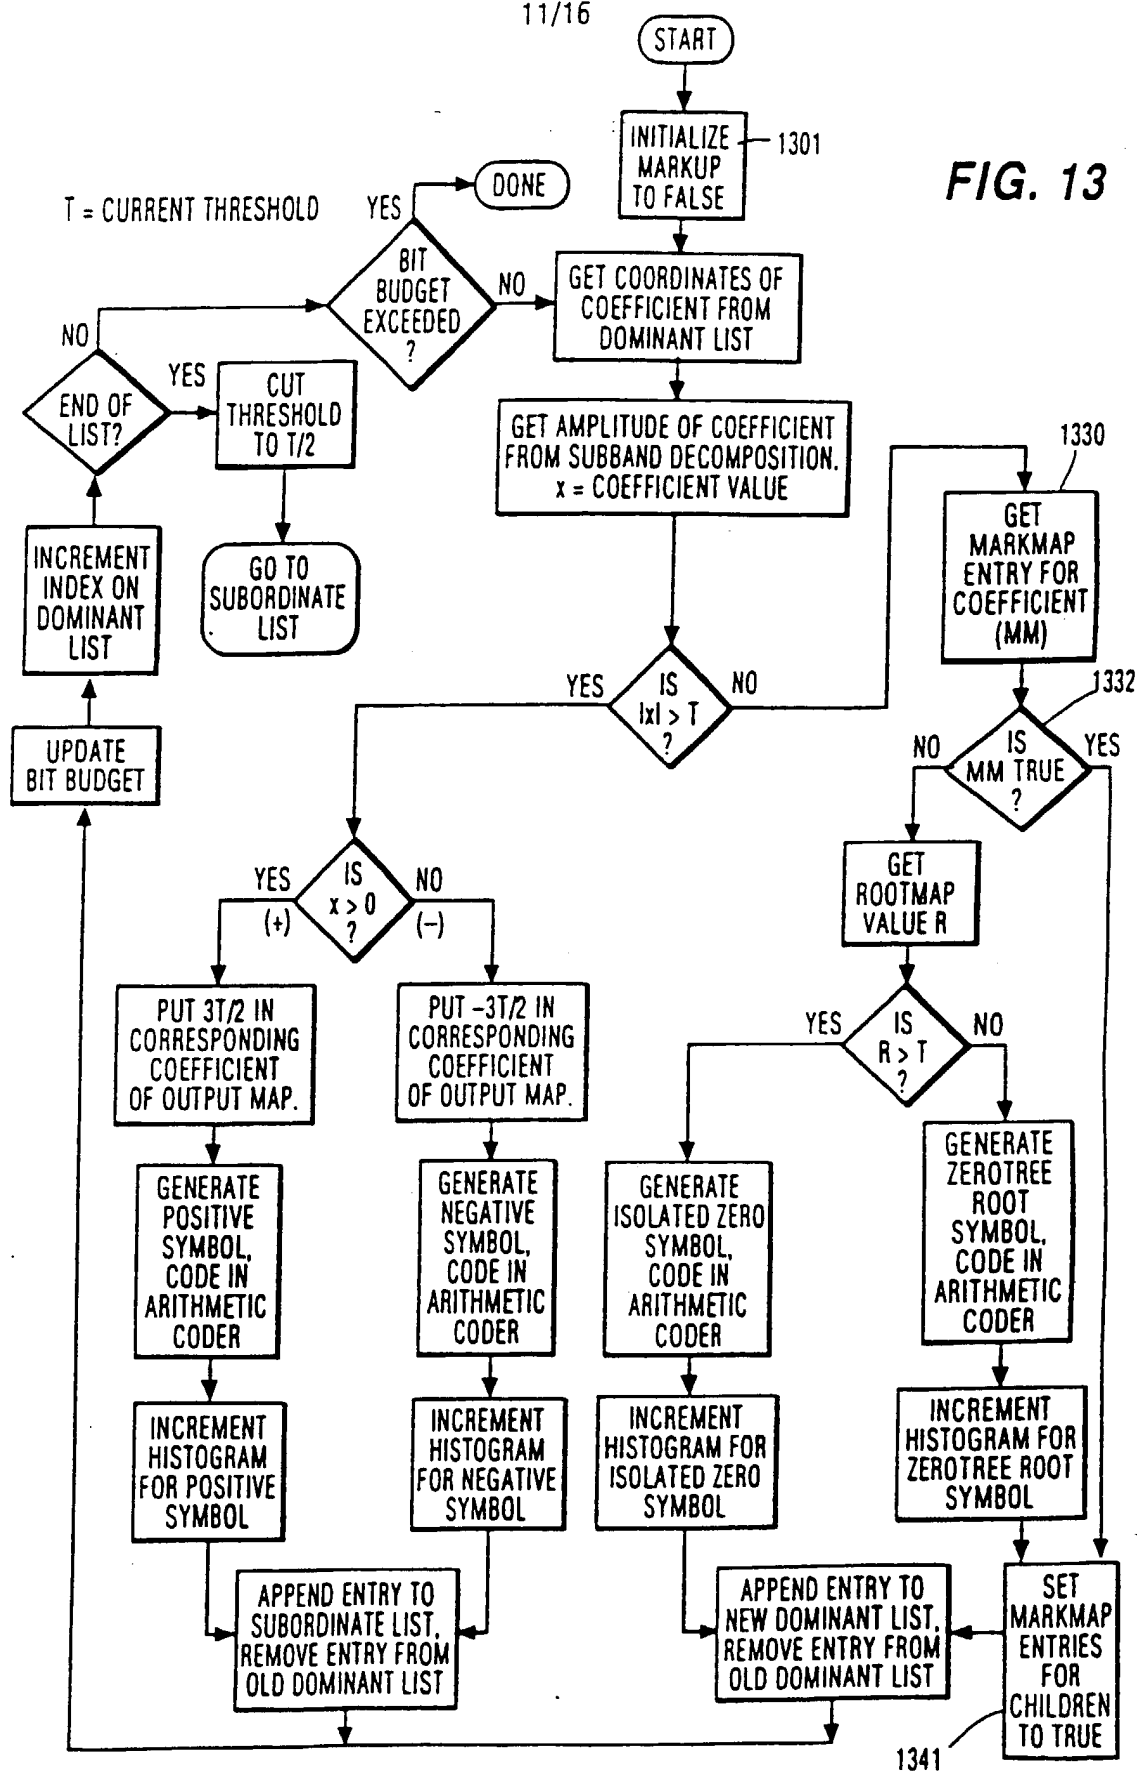 11/16
START
INITIALIZE
MARKUP
TO FALSE
1301
FIG. 13
DONE
T = CURRENT THRESHOLD
YES
BIT
BUDGET
EXCEEDED
?
NO
GET COORDINATES OF
COEFFICIENT FROM
DOMINANT LIST
NO
END OF
LIST?
YES
CUT
THRESHOLD
TO T/2
GET AMPLITUDE OF COEFFICIENT
FROM SUBBAND DECOMPOSITION.
x = COEFFICIENT VALUE
1330
GET
MARKMAP
ENTRY FOR
COEFFICIENT
(MM)
INCREMENT
INDEX ON
DOMINANT
LIST
GO TO
SUBORDINATE
LIST
YES
IS
|x| > T
?
NO
1332
UPDATE
BIT BUDGET
NO
IS
MM TRUE
?
YES
GET
ROOTMAP
VALUE R
YES
(+)
IS
x > 0
?
NO
(–)
YES
IS
R > T
?
NO
PUT 3T/2 IN
CORRESPONDING
COEFFICIENT
OF OUTPUT MAP.
PUT –3T/2 IN
CORRESPONDING
COEFFICIENT
OF OUTPUT MAP.
GENERATE
POSITIVE
SYMBOL,
CODE IN
ARITHMETIC
CODER
GENERATE
NEGATIVE
SYMBOL,
CODE IN
ARITHMETIC
CODER
GENERATE
ISOLATED ZERO
SYMBOL,
CODE IN
ARITHMETIC
CODER
GENERATE
ZEROTREE
ROOT
SYMBOL,
CODE IN
ARITHMETIC
CODER
INCREMENT
HISTOGRAM
FOR POSITIVE
SYMBOL
INCREMENT
HISTOGRAM
FOR NEGATIVE
SYMBOL
INCREMENT
HISTOGRAM FOR
ISOLATED ZERO
SYMBOL
INCREMENT
HISTOGRAM FOR
ZEROTREE ROOT
SYMBOL
APPEND ENTRY TO
SUBORDINATE LIST,
REMOVE ENTRY FROM
OLD DOMINANT LIST
APPEND ENTRY TO
NEW DOMINANT LIST,
REMOVE ENTRY FROM
OLD DOMINANT LIST
SET
MARKMAP
ENTRIES
FOR
CHILDREN
TO TRUE
1341